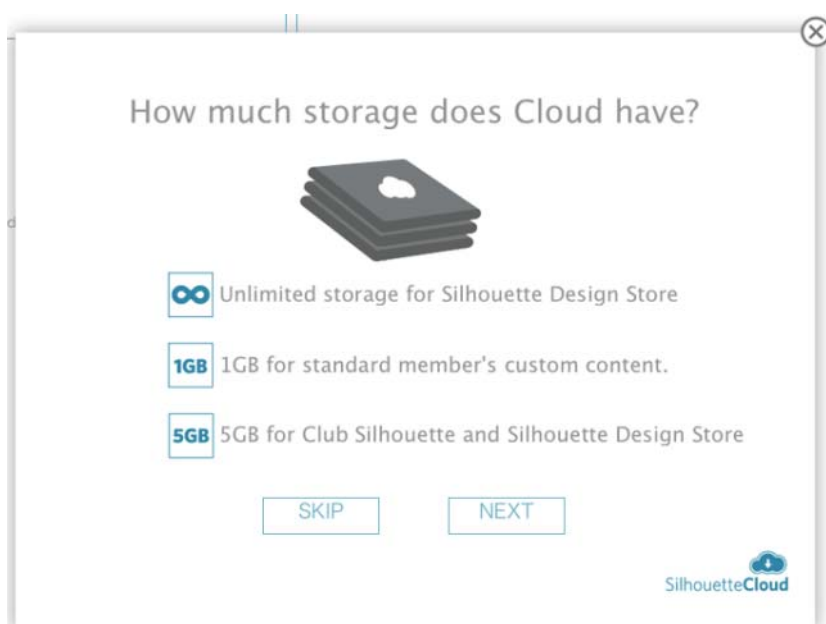 How much storage does Cloud have?
Unlimited storage for Silhouette Design Store
1GB 1GB for standard member's custom content.
5GB 5GB for Club Silhouette and Silhouette Design Store
SKIP NEXT
SilhouetteCloud
d